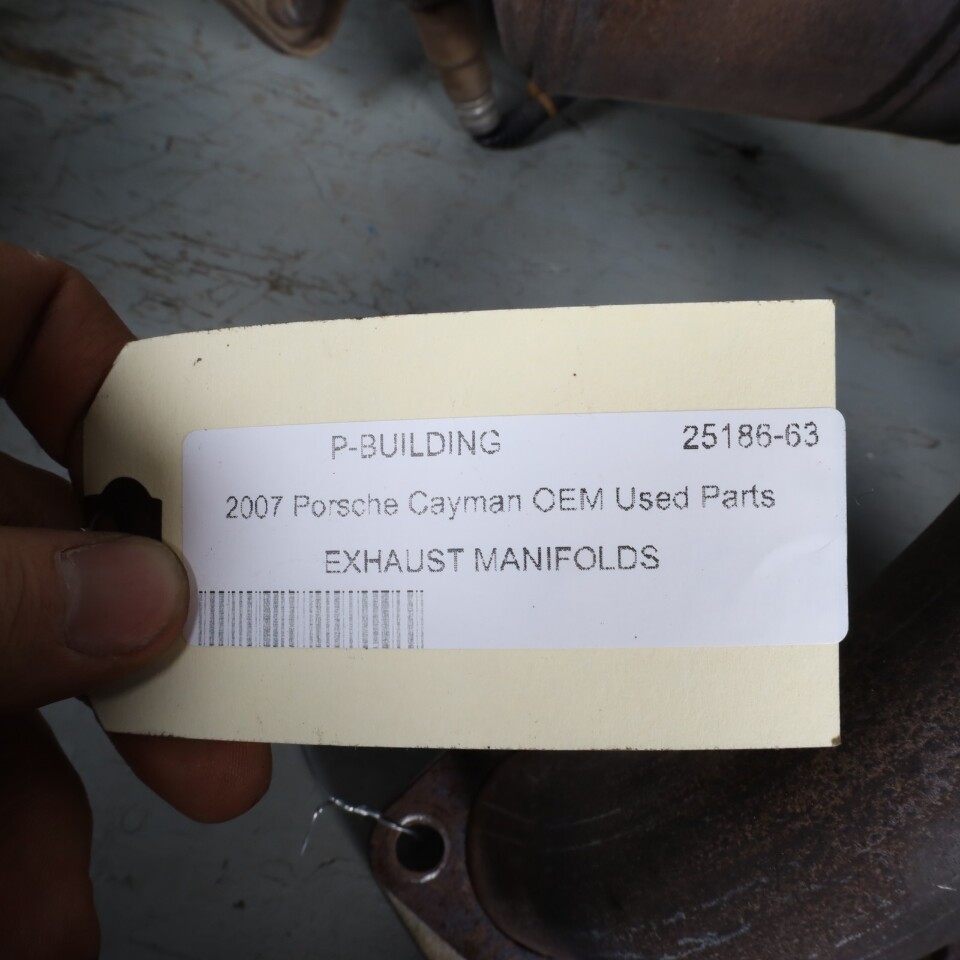 P-BUILDING 25186-63
2007 Porsche Cayman OEM Used Parts
EXHAUST MANIFOLDS